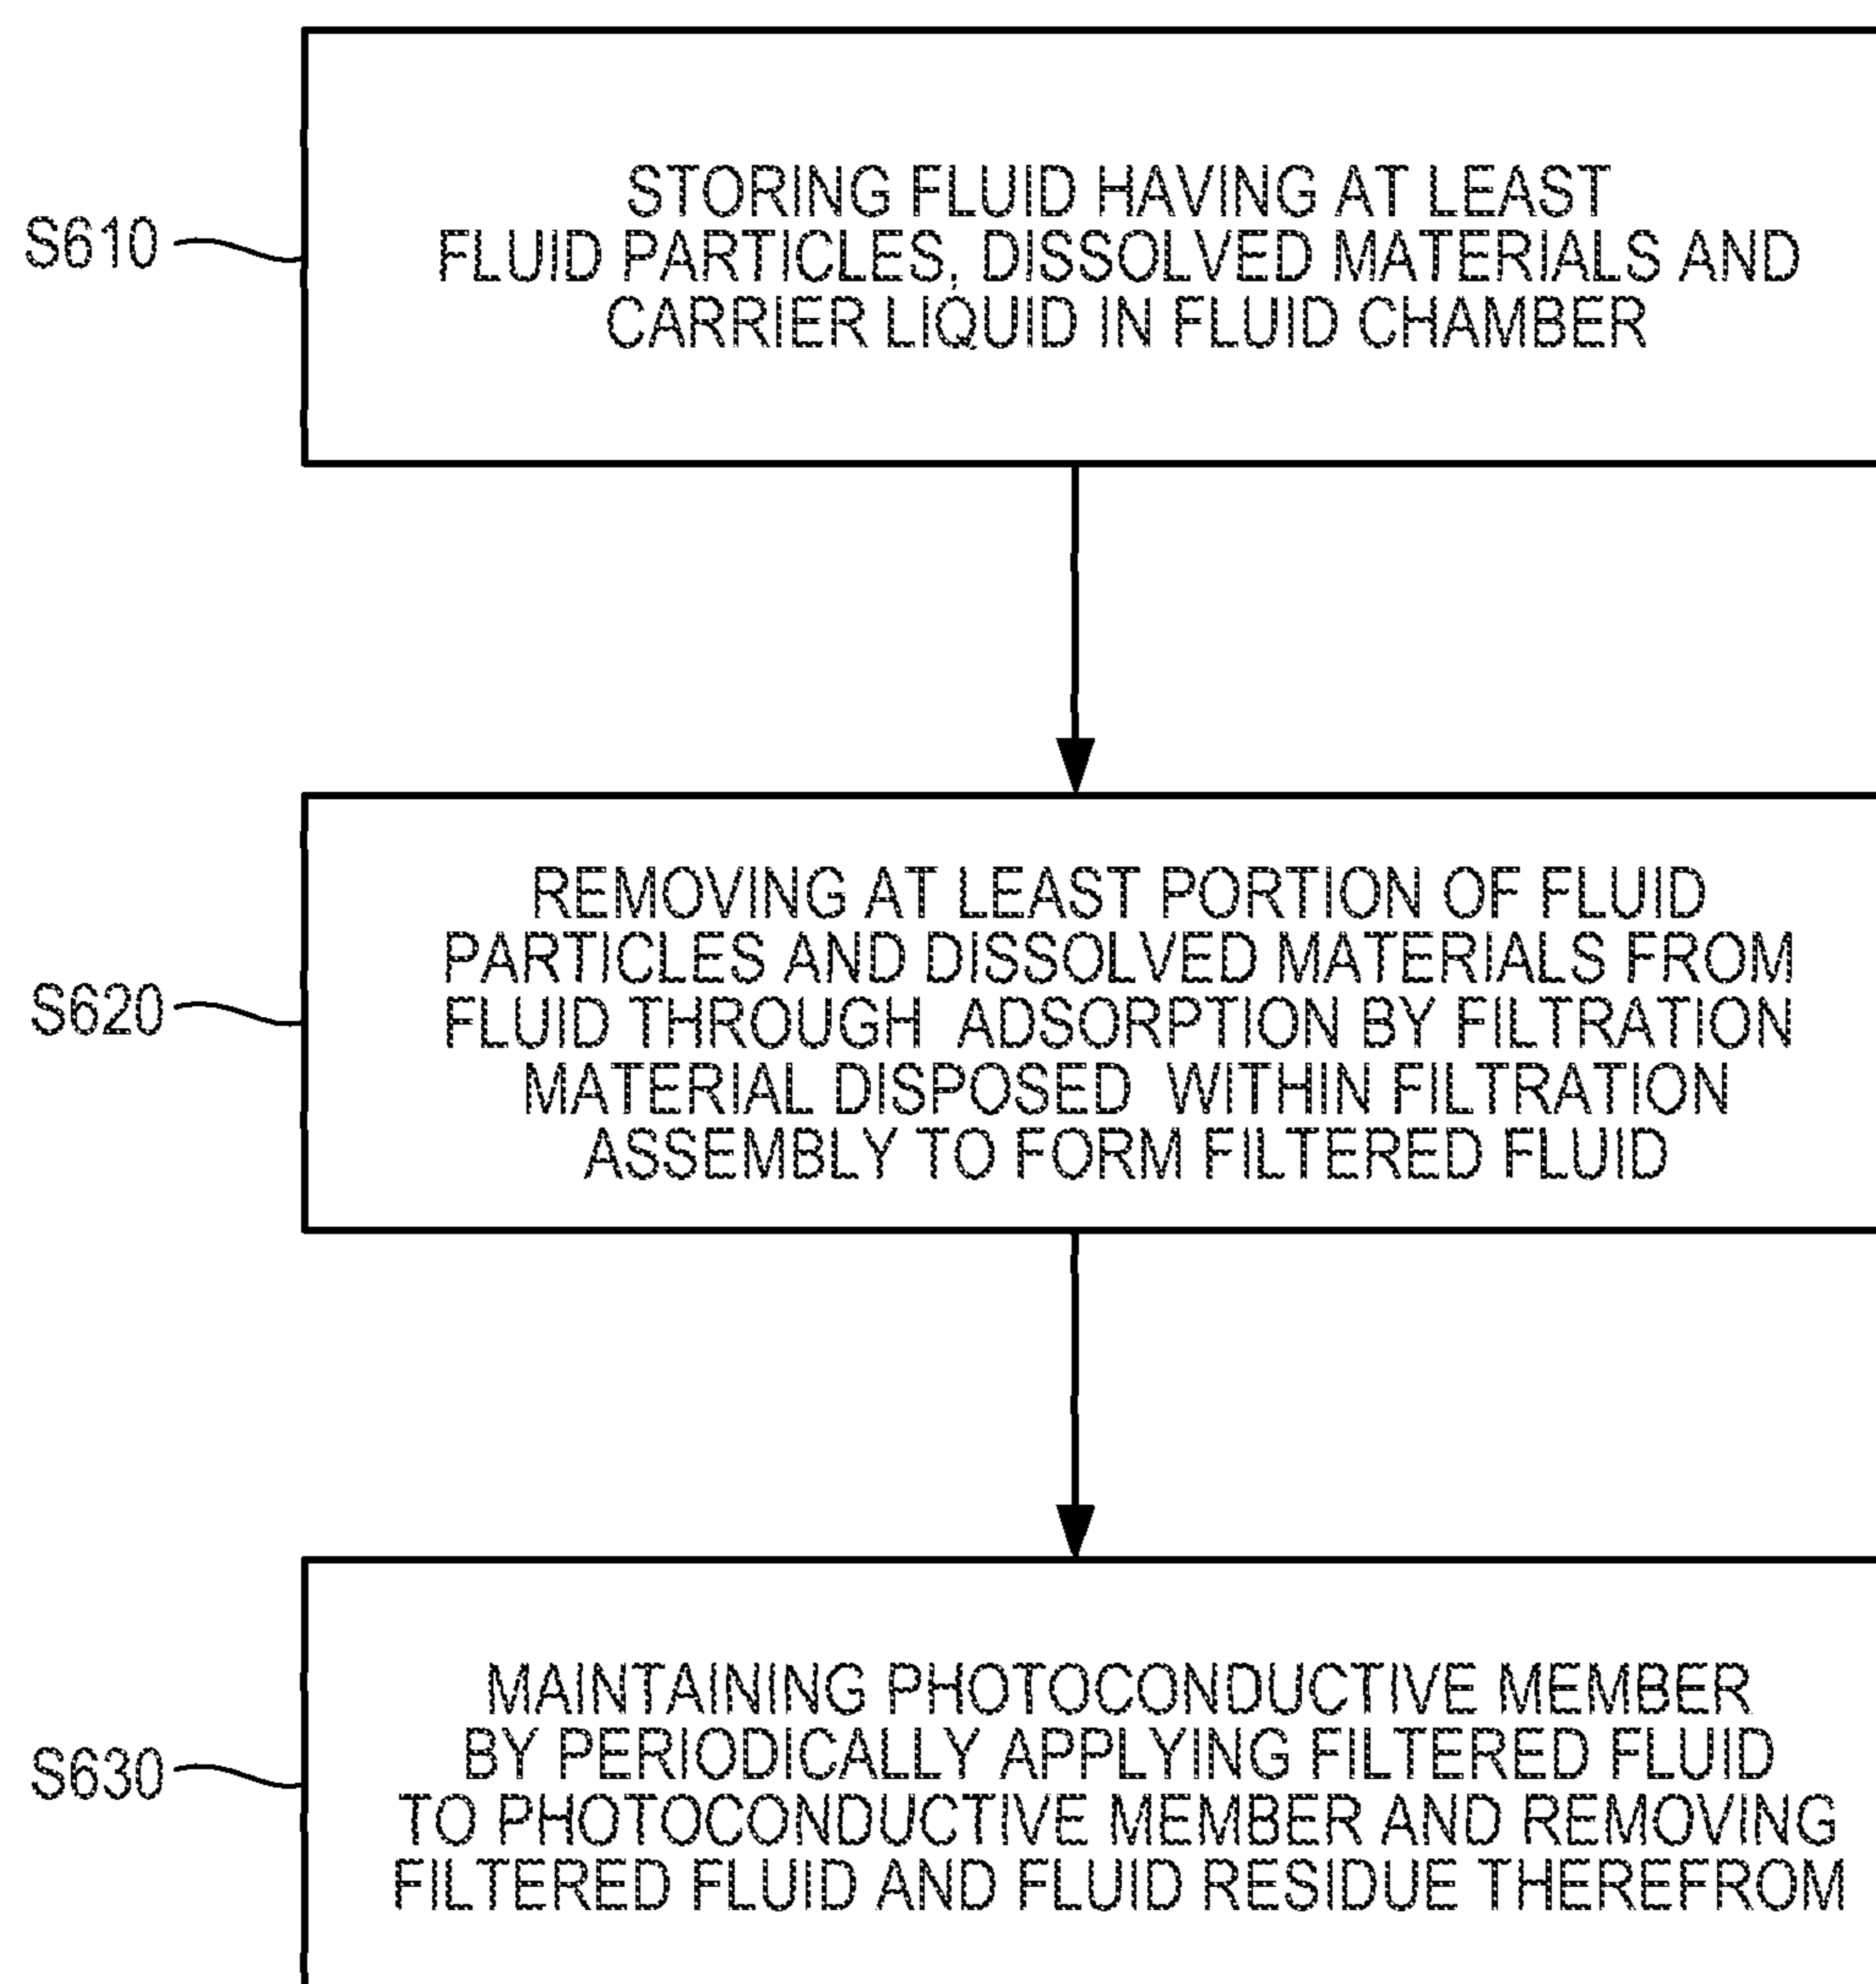 STORING FLUID HAVING AT LEAST
FLUID PARTICLES, DISSOLVED MATERIALS AND
CARRIER LIQUID IN FLUID CHAMBER
S610
REMOVING AT LEAST PORTION OF FLUID
PARTICLES AND DISSOLVED MATERIALS FROM
FLUID THROUGH ADSORPTION BY FILTRATION
MATERIAL DISPOSED WITHIN FILTRATION
ASSEMBLY TO FORM FILTERED FLUID
S620
MAINTAINING PHOTOCONDUCTIVE MEMBER
BY PERIODICALLY APPLYING FILTERED FLUID
TO PHOTOCONDUCTIVE MEMBER AND REMOVING
FILTERED FLUID AND FLUID RESIDUE THEREFROM
S630